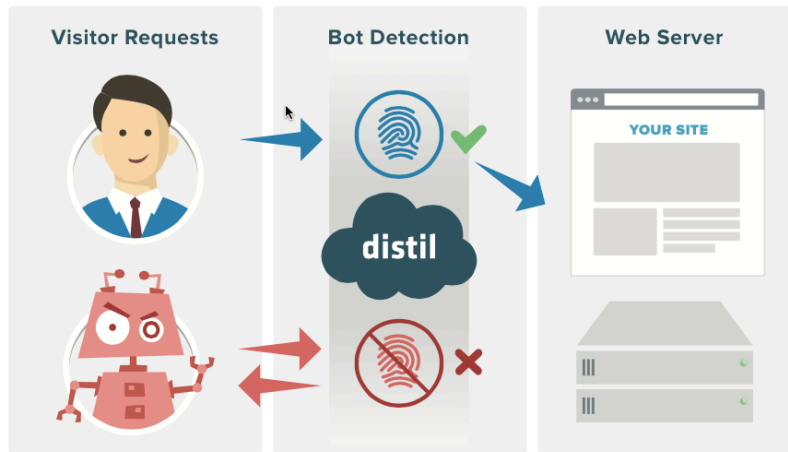 Visitor Requests
Bot Detection
Web Server
YOUR SITE
distil